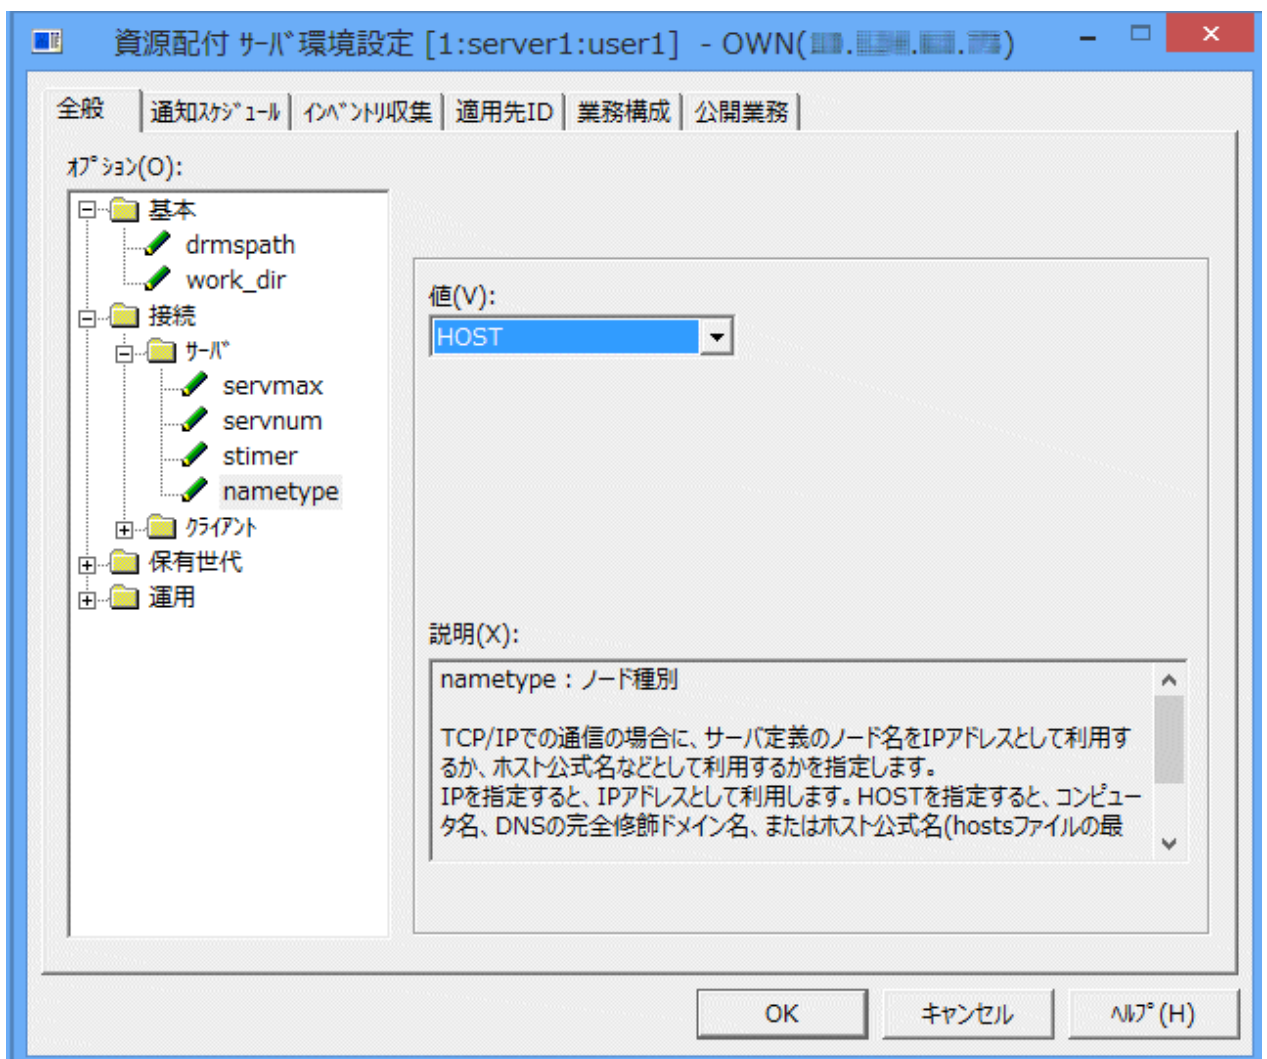 資源配付 ｻｰﾊﾞ環境設定 [1:server1:user1] - OWN(
全般 通知ｽｹｼﾞｭｰﾙ ｲﾝﾍﾞﾝﾄﾘ収集 適用先ID 業務構成 公開業務
ｵﾌﾟｼｮﾝ(O):
基本
drmspath
work_dir
接続
ｻｰﾊﾞ
servmax
servnum
stimer
nametype
ｸﾗｲｱﾝﾄ
保有世代
運用
値(V):
HOST
説明(X):
nametype : ノード種別
TCP/IPでの通信の場合に、サーバ定義のノード名をIPアドレスとして利用す
るか、ホスト公式名などとして利用するかを指定します。
IPを指定すると、IPアドレスとして利用します。HOSTを指定すると、コンピュー
タ名、DNSの完全修飾ドメイン名、またはホスト公式名(hostsファイルの最
OK キャンセル ﾍﾙﾌﾟ(H)